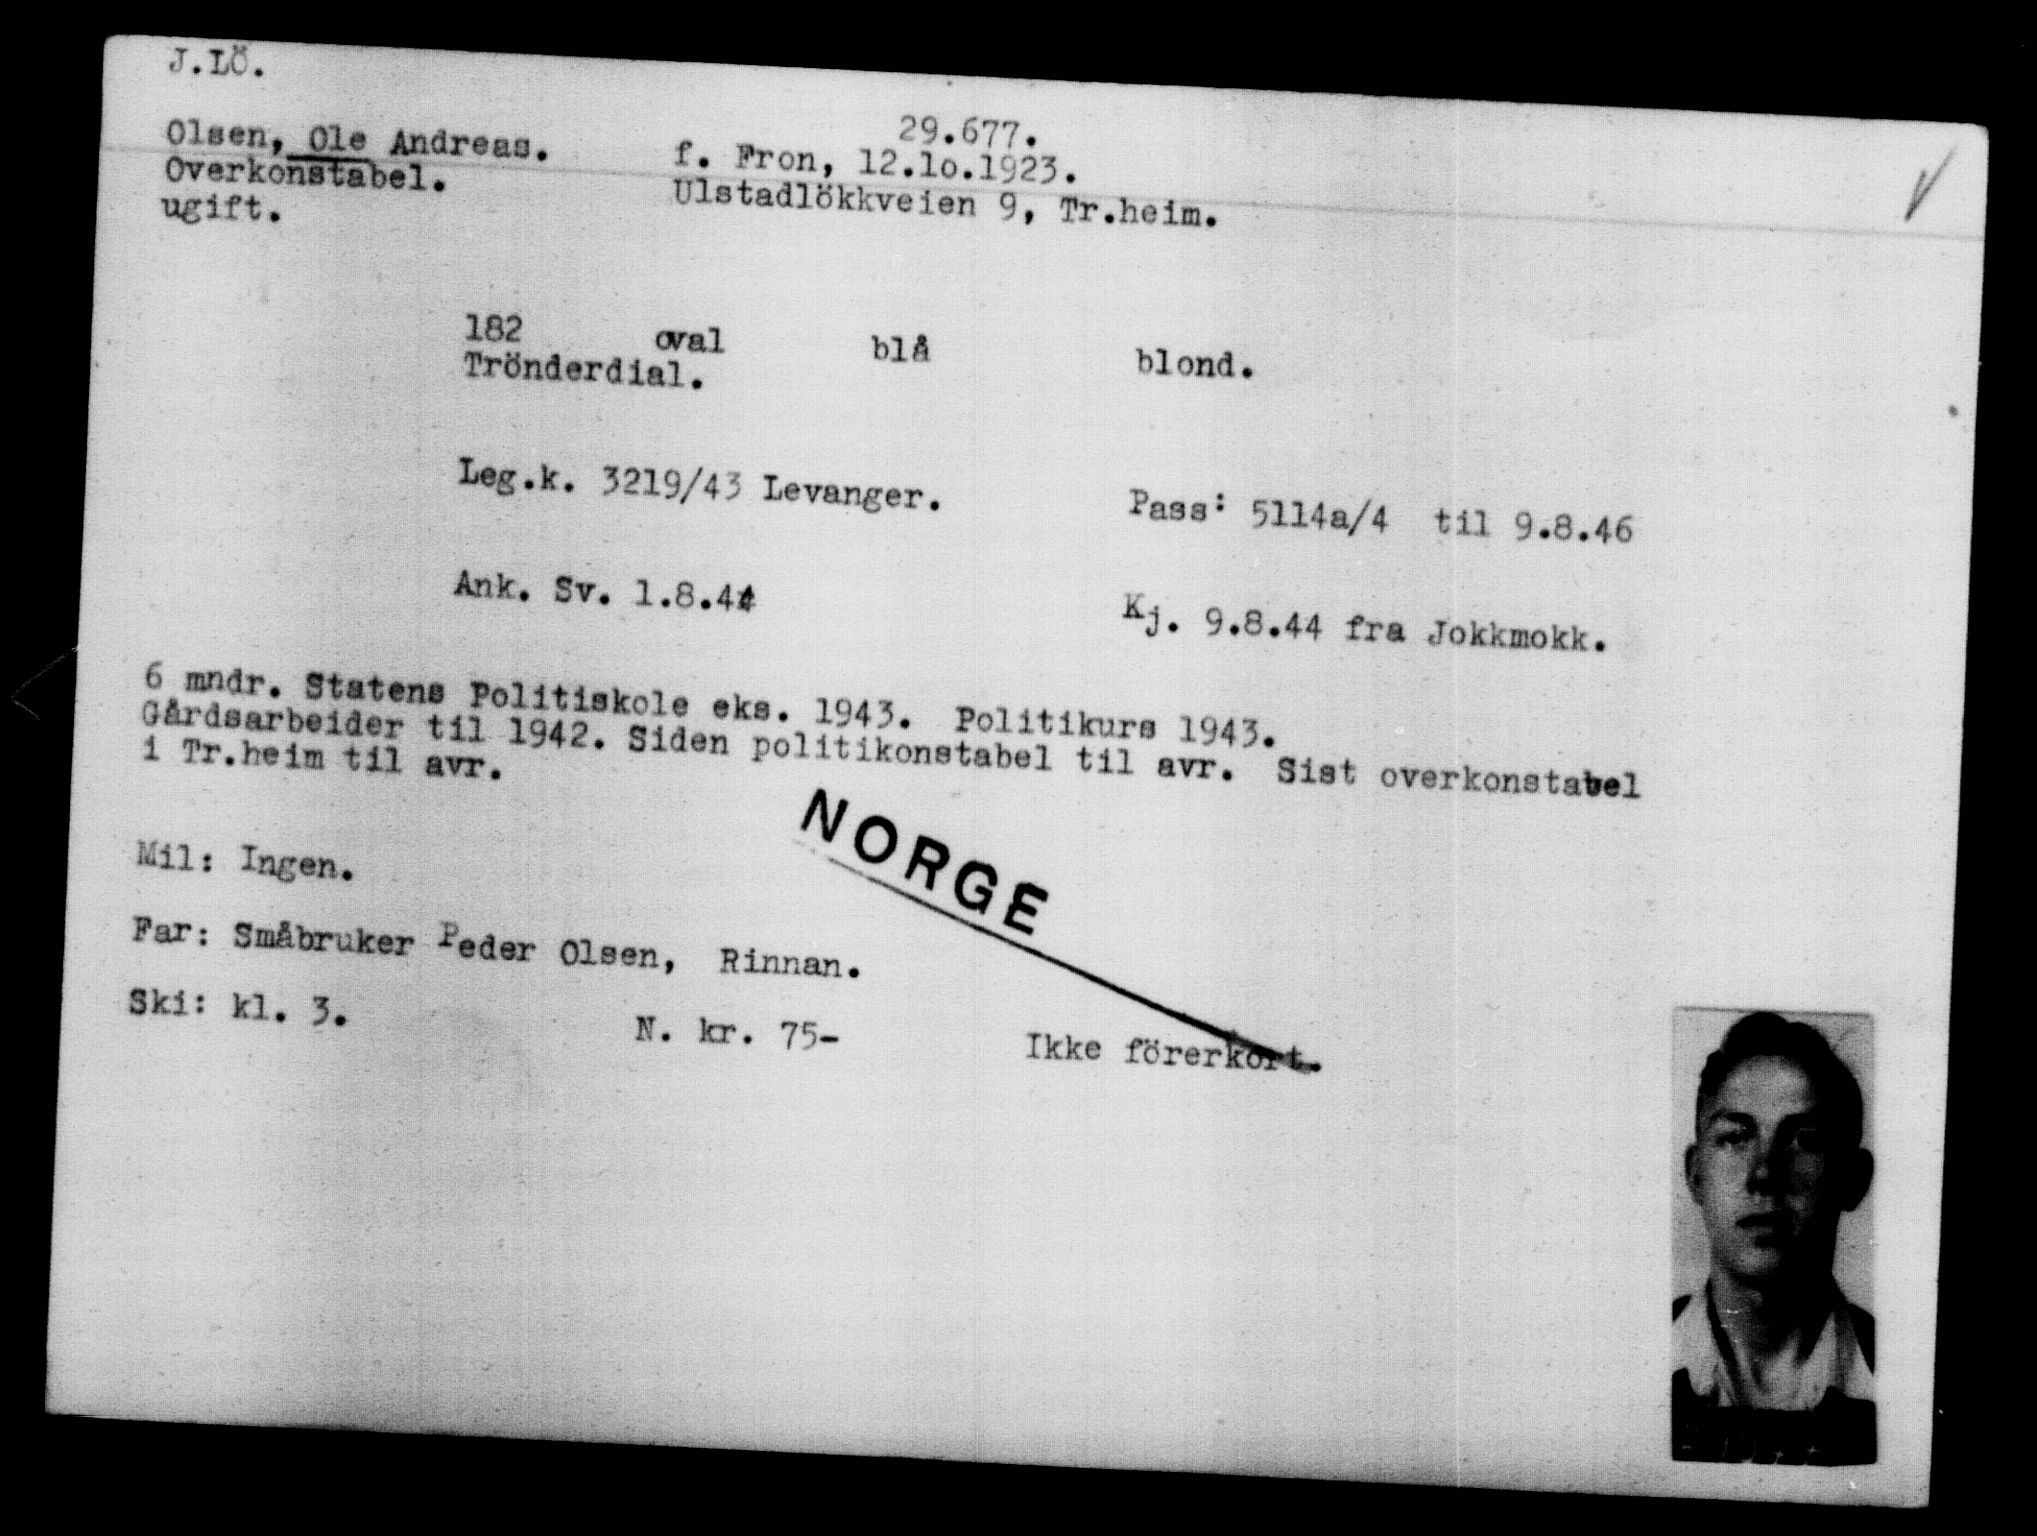 J.LÖ.
29.677.
Olsen, Ole Andreas. f. Fron, 12.10.1923.
Overkonstabel. Ulstadlökkveien 9, Tr.heim.
ugift.
182 oval blå blond.
Trönderdial.
Leg.k. 3219/43 Levanger. Pass: 5114a/4 til 9.8.46
Ank. Sv. 1.8.44 Kj. 9.8.44 fra Jokkmokk.
6 mndr. Statens Politiskole eks. 1943. Politikurs 1943.
Gårdsarbeider til 1942. Siden politikonstabel til avr. Sist overkonstabel
i Tr.heim til avr.
NORGE
Mil: Ingen.
Far: Småbruker Peder Olsen, Rinnan.
Ski: kl. 3. N. kr. 75- Ikke förerkort.